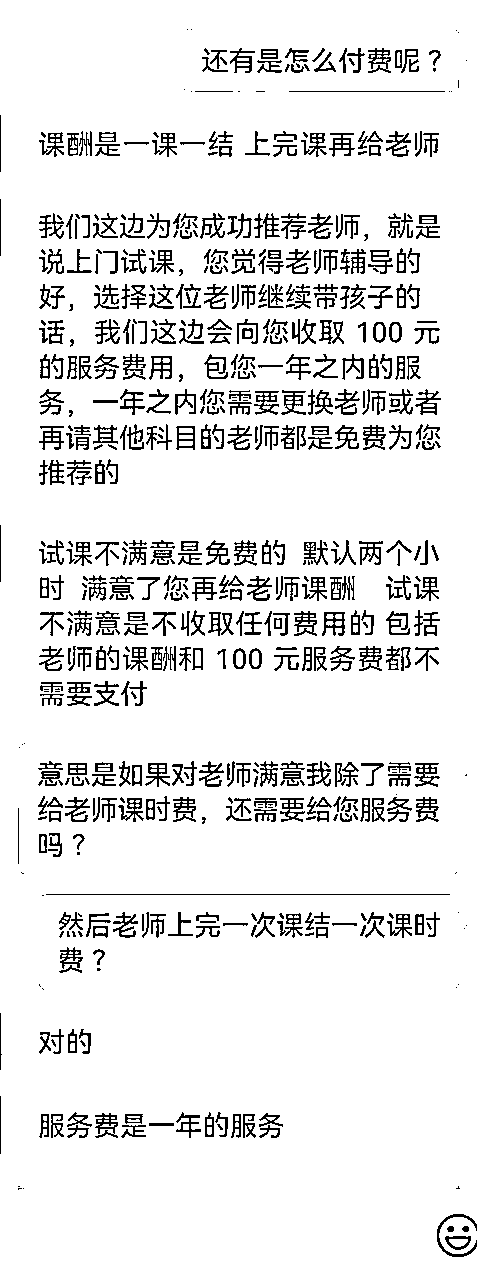 还有是怎么付费呢？
课酬是一课一结 上完课再给老师
我们这边为您成功推荐老师，就是
说上门试课，您觉得老师辅导的
好，选择这位老师继续带孩子的
话，我们这边会向您收取 100 元
的服务费用，包您一年之内的服
务，一年之内您需要更换老师或者
再请其他科目的老师都是免费为您
推荐的
试课不满意是免费的 默认两个小
时 满意了您再给老师课酬 试课
不满意是不收取任何费用的 包括
老师的课酬和 100 元服务费都不
需要支付
意思是如果对老师满意我除了需要
给老师课时费，还需要给您服务费
吗？
然后老师上完一次课结一次课时
费？
对的
服务费是一年的服务